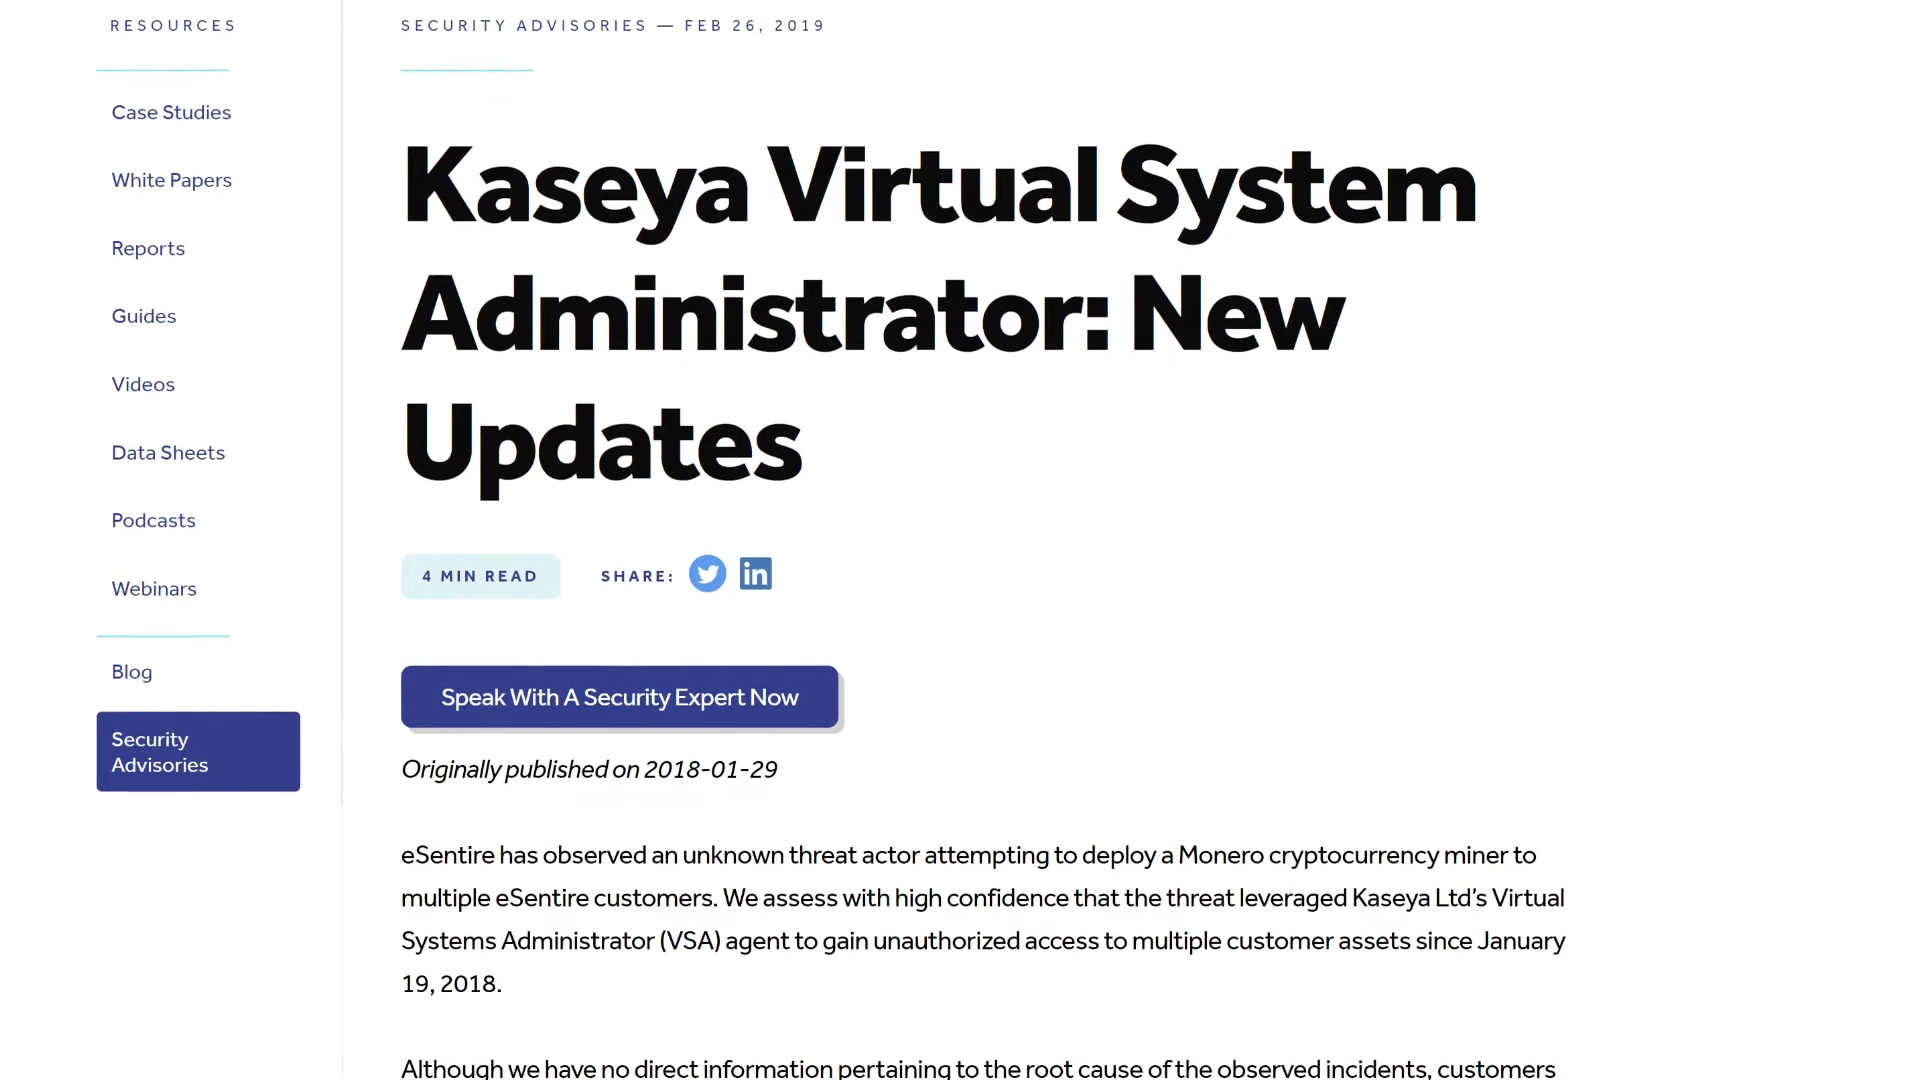 RESOURCES
Case Studies
White Papers
Reports
Guides
Videos
Data Sheets
Podcasts
Webinars
Blog
Security
Advisories
SECURITY ADVISORIES — FEB 26, 2019
Kaseya Virtual System
Administrator: New
Updates
4 MIN READ
SHARE:
in
Speak With A Security Expert Now
Originally published on 2018-01-29
eSentire has observed an unknown threat actor attempting to deploy a Monero cryptocurrency miner to
multiple eSentire customers. We assess with high confidence that the threat leveraged Kaseya Ltd’s Virtual
Systems Administrator (VSA) agent to gain unauthorized access to multiple customer assets since January
19, 2018.
Although we have no direct information pertaining to the root cause of the observed incidents, customers